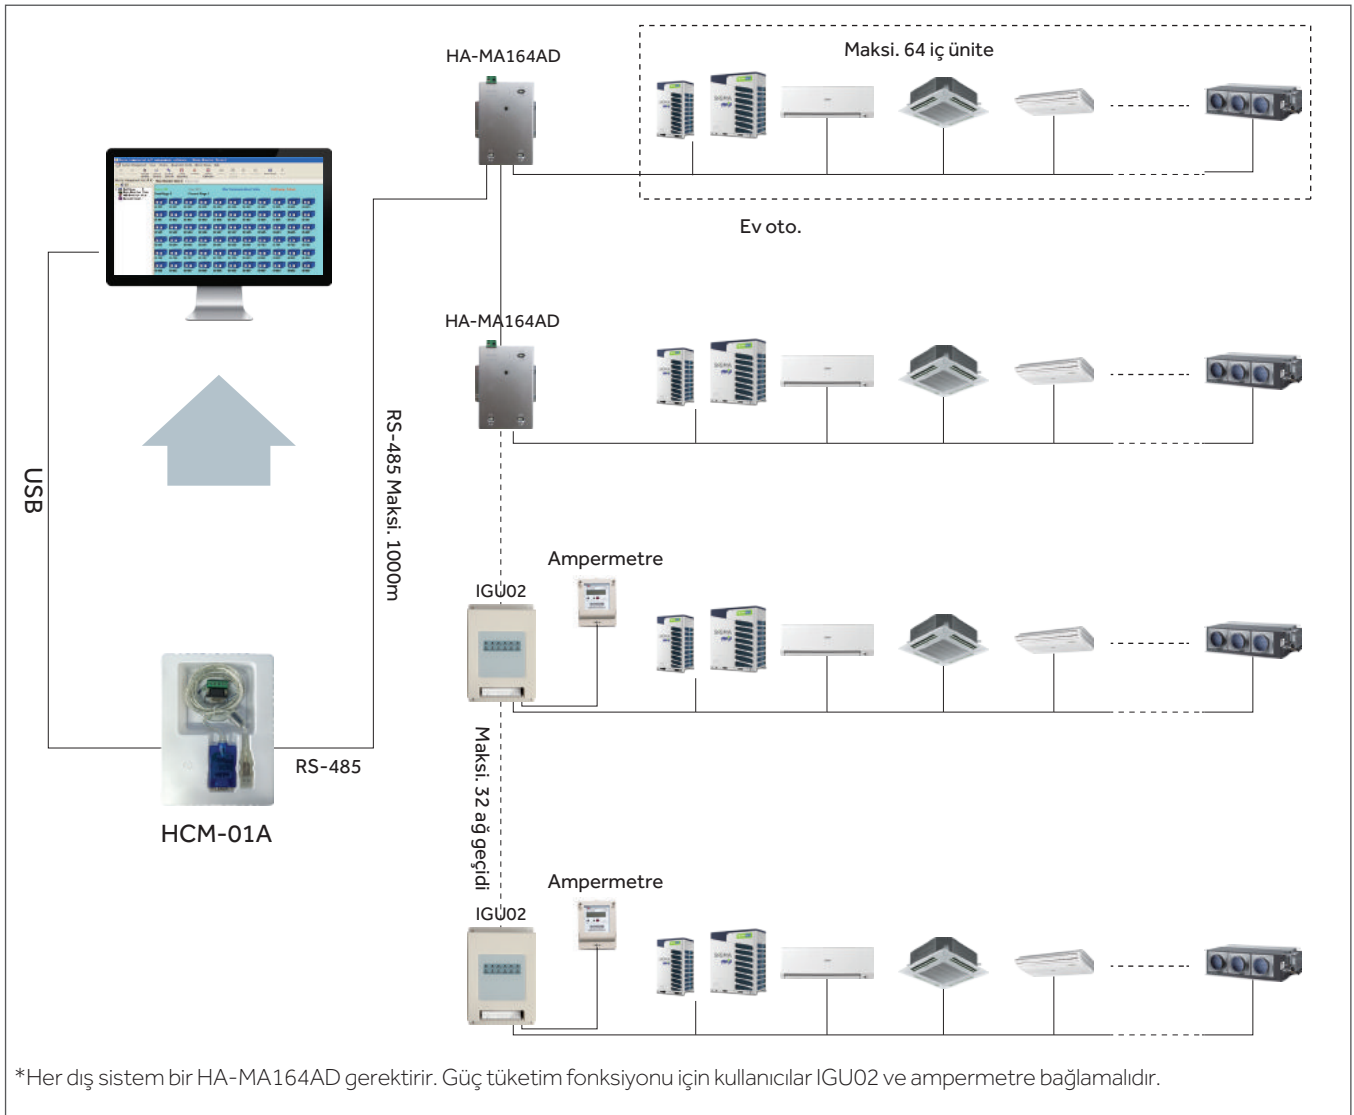 HA-MA164AD
Maksi. 64 iç ünite
Ev oto.
HA-MA164AD
USB
RS-485 Maksi. 1000m
Ampermetre
IGU02
RS-485
HCM-01A
Maksi. 32 ağ geçidi
Ampermetre
IGU02
*Her dış sistem bir HA-MA164AD gerektirir. Güç tüketim fonksiyonu için kullanıcılar IGU02 ve ampermetre bağlamalıdır.